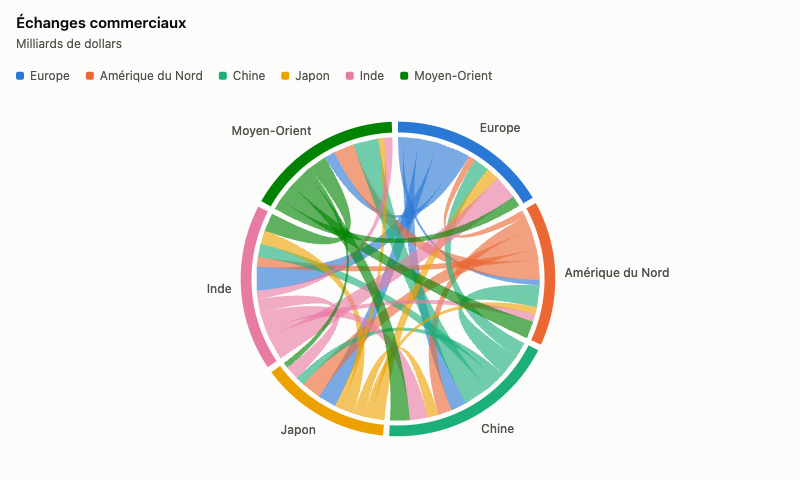 Échanges commerciaux
Milliards de dollars
Europe
Amérique du Nord
Chine
Japon
Inde
Moyen-Orient
Moyen-Orient
Europe
Inde
Amérique du Nord
Japon
Chine